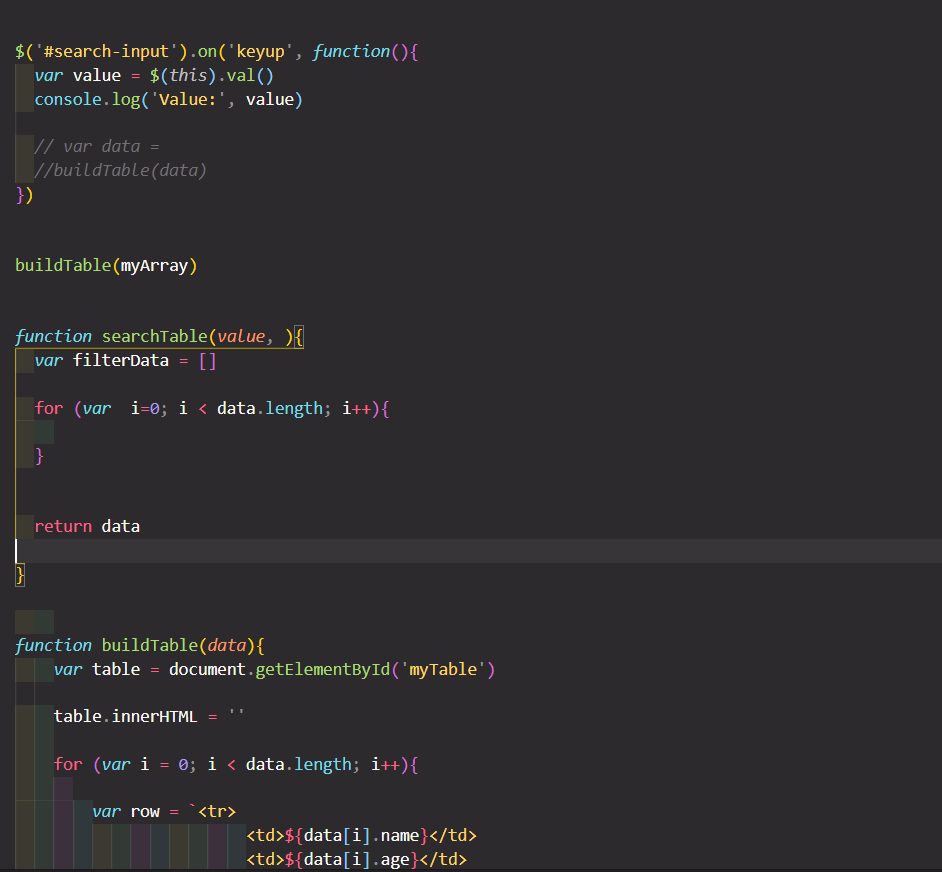 $('#search-input').on('keyup', function(){
var value = $(this).val()
console.log('Value:', value)
// var data =
//buildTable(data)
})
buildTable(myArray)
function searchTable(value, ){
var filterData = []
for (var  i=0; i < data.length; i++){
}
return data
}
function buildTable(data){
var table = document.getElementById('myTable')
table.innerHTML = ''
for (var i = 0; i < data.length; i++){
var row = `<tr>
<td>${data[i].name}</td>
<td>${data[i].age}</td>